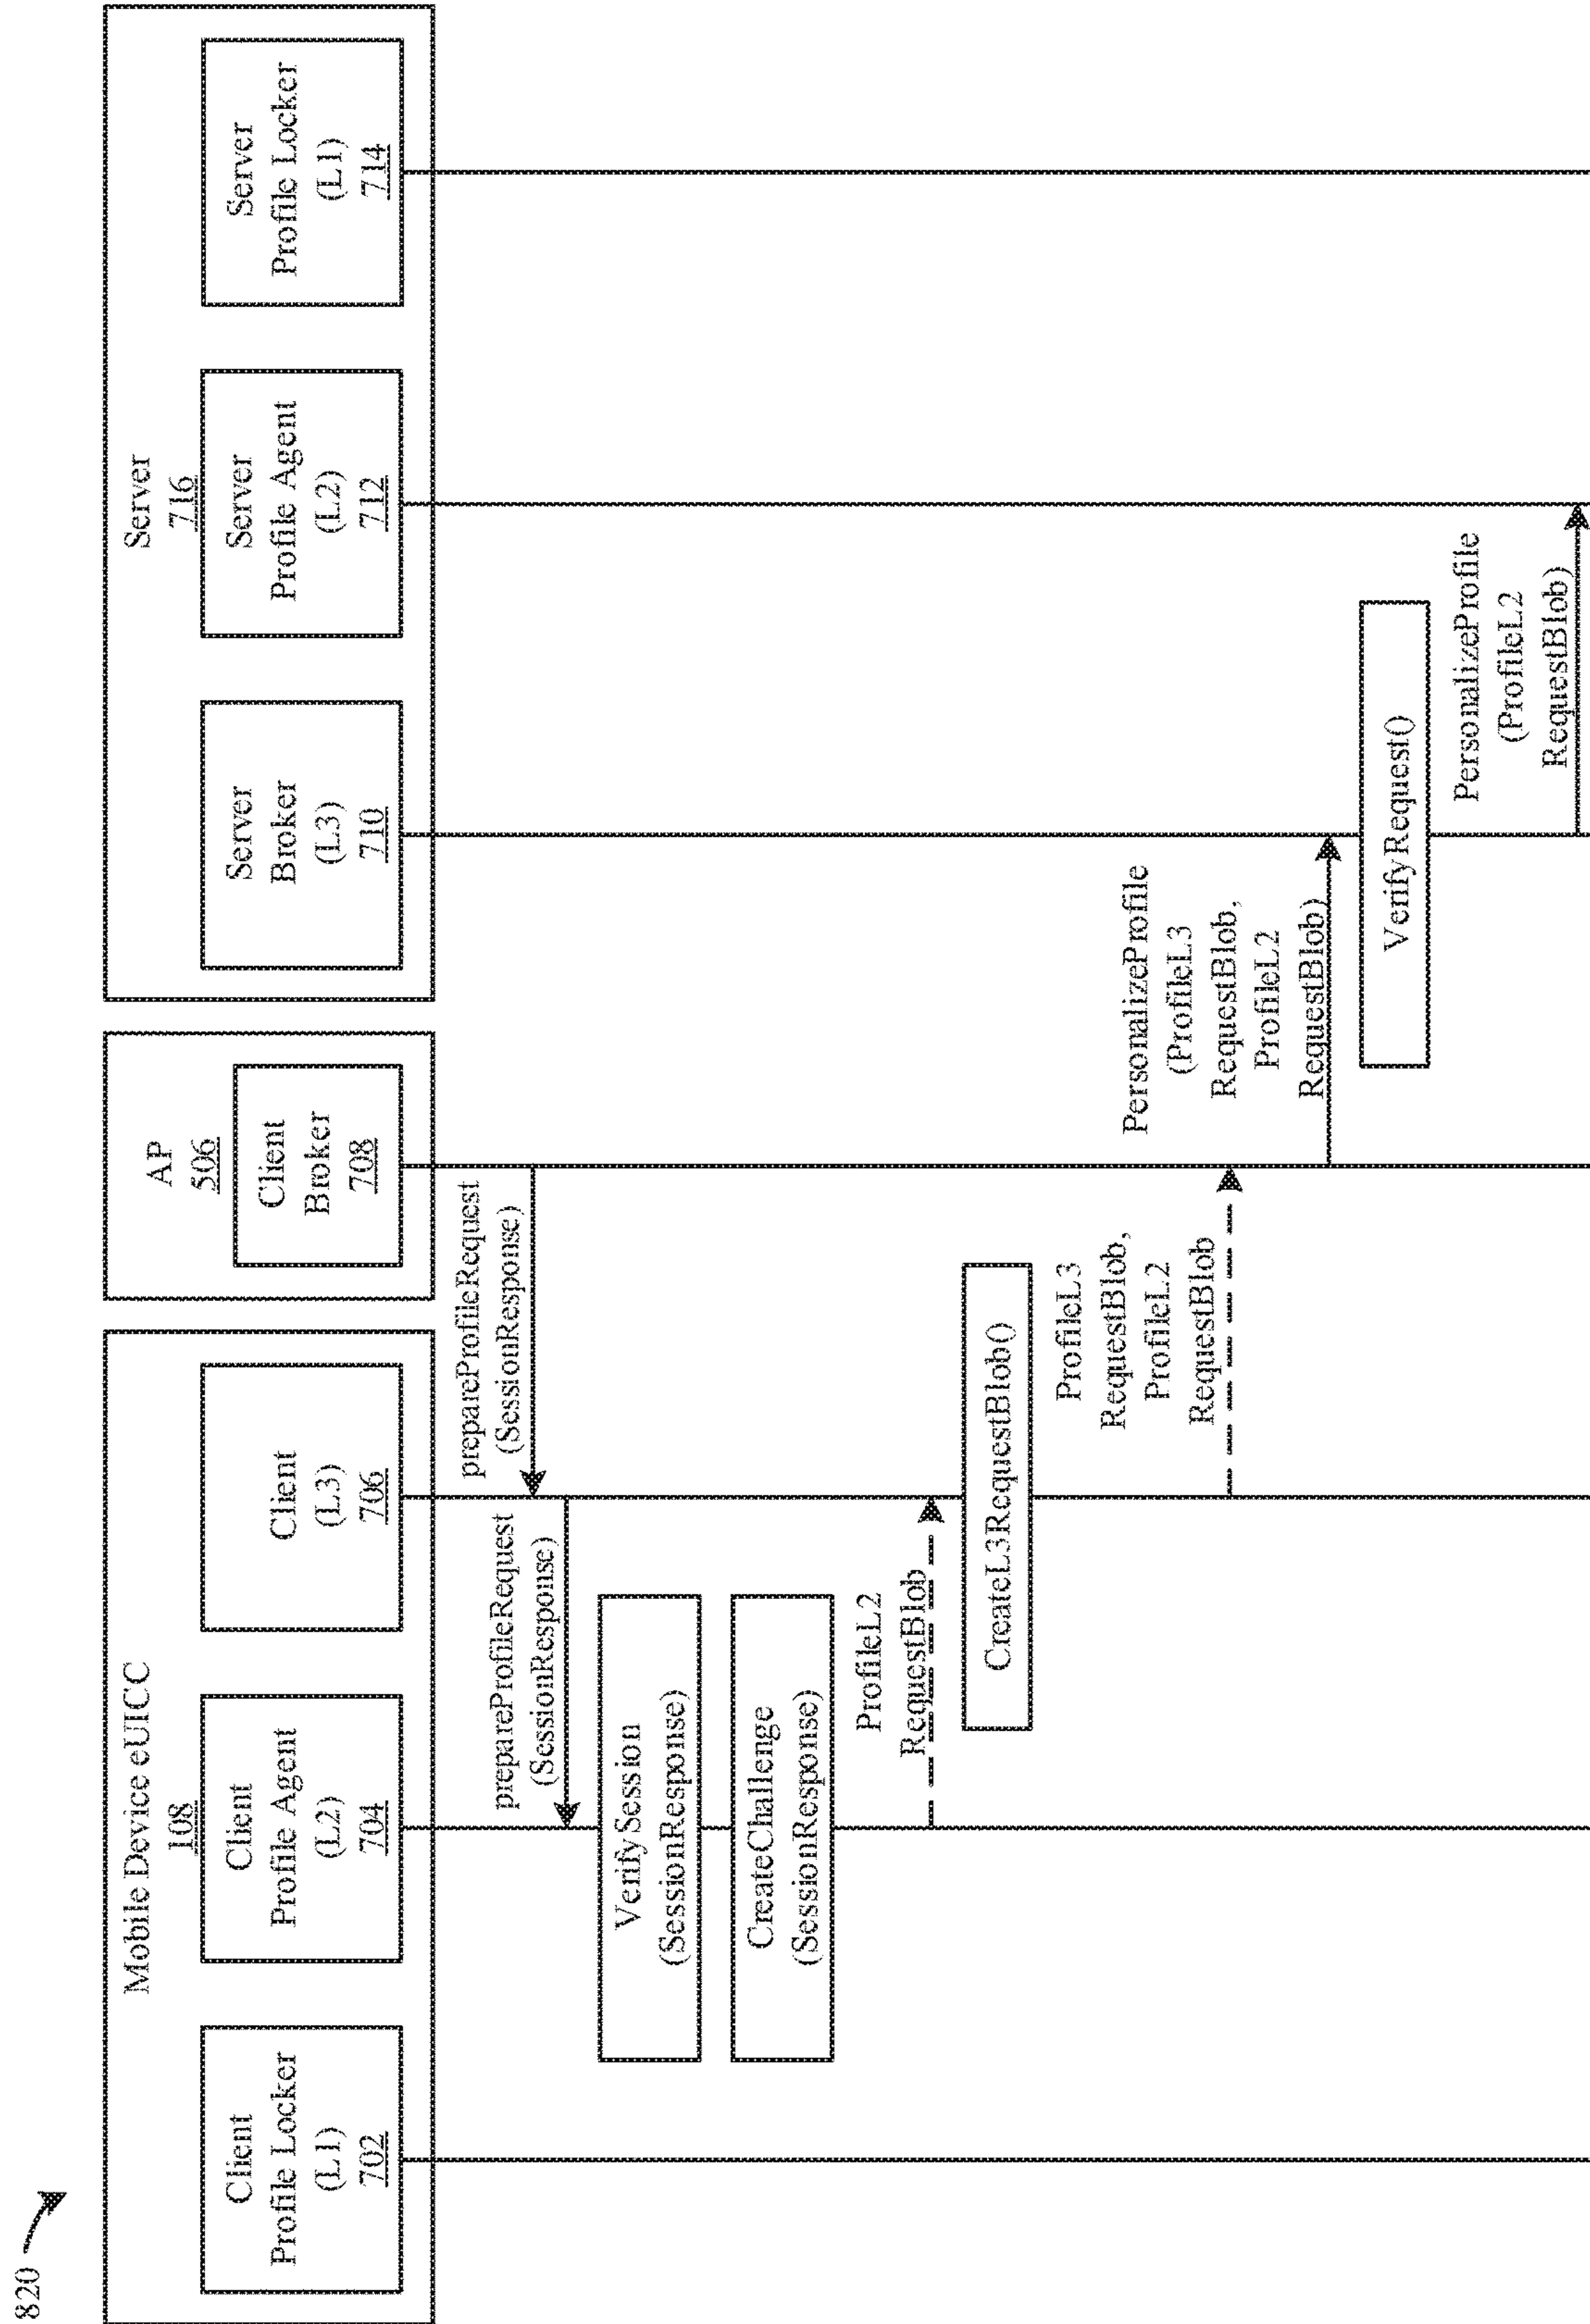 820
Mobile Device eUICC
108
Client
Profile Locker
(L1)
702
Client
Profile Agent
(L2)
704
Client
(L3)
706
AP
506
Client
Broker
708
Server
716
Server
Broker
(L3)
710
Server
Profile Agent
(L2)
712
Server
Profile Locker
(L1)
714
prepareProfileRequest
(SessionResponse)
prepareProfileRequest
(SessionResponse)
VerifySession
(SessionResponse)
CreateChallenge
(SessionResponse)
ProfileL2
RequestBlob
CreateL3RequestBlob()
ProfileL3
RequestBlob,
ProfileL2
RequestBlob
PersonalizeProfile
(ProfileL3
RequestBlob,
ProfileL2
RequestBlob)
VerifyRequest()
PersonalizeProfile
(ProfileL2
RequestBlob)